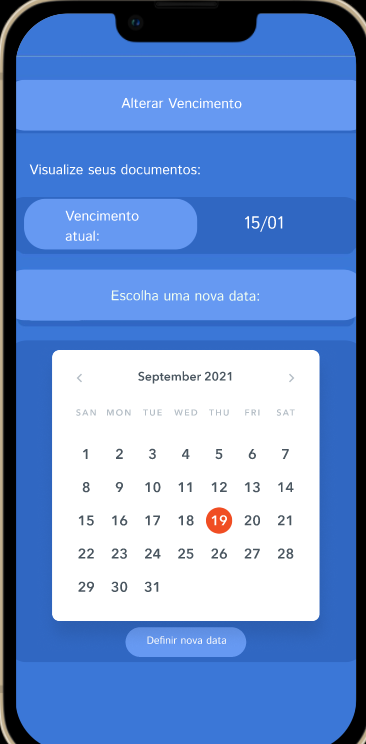 Alterar Vencimento
Visualize seus documentos:
Vencimento
atual:
15/01
Escolha uma nova data:
September 2021
SAN MON TUE WED THU FRI SAT
1 2 3 4 5 6 7
8 9 10 11 12 13 14
15 16 17 18 19 20 21
22 23 24 25 26 27 28
29 30 31
Definir nova data